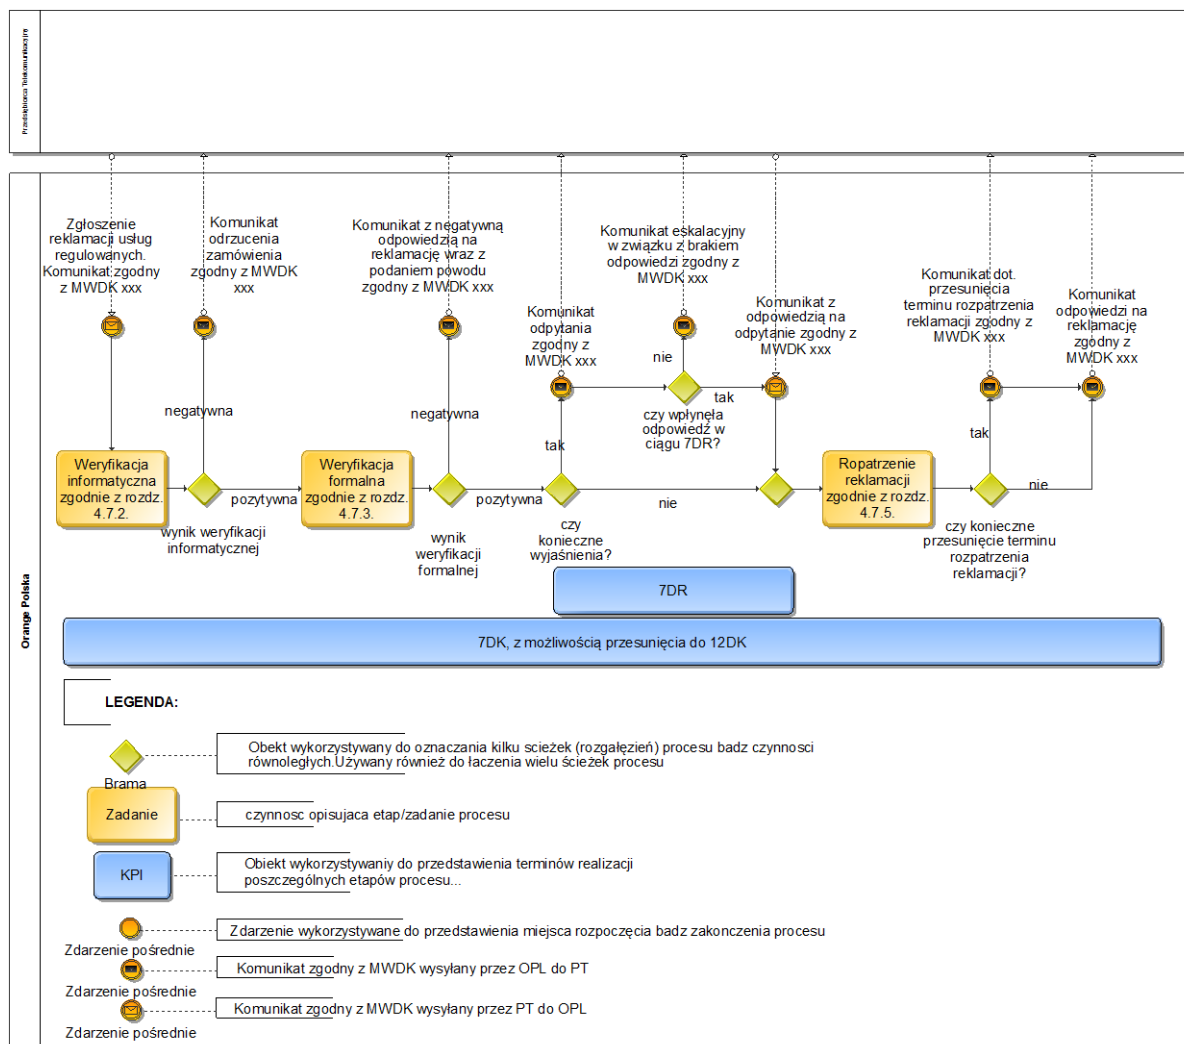 Przedsiębiorca Telekomunikacyjny
Orange Polska
Zgłoszenie
reklamacji usług
regulowanych.
Komunikat zgodny
z MWDK xxx
Komunikat
odrzucenia
zamówienia
zgodny z MWDK
xxx
Komunikat z negatywną
odpowiedzią na
reklamację wraz z
podaniem powodu
zgodny z MWDK xxx
Komunikat
odpytania
zgodny z
MWDK xxx
Komunikat eskalacyjny
w związku z brakiem
odpowiedzi zgodny z
MWDK xxx
Komunikat z
odpowiedzią na
odpytanie zgodny z
MWDK xxx
Komunikat dot.
przesunięcia
terminu rozpatrzenia
reklamacji zgodny z
MWDK xxx
Komunikat
odpowiedzi na
reklamację
zgodny z
MWDK xxx
negatywna
negatywna
nie
tak
czy wpłynęła
odpowiedź w
ciągu 7DR?
tak
tak
Weryfikacja
informatyczna
zgodnie z rozdz.
4.7.2.
pozytywna
wynik weryfikacji
informatycznej
Weryfikacja
formalna
zgodnie z rozdz.
4.7.3.
pozytywna
wynik
weryfikacji
formalnej
czy
konieczne
wyjaśnienia?
nie
Ropatrzenie
reklamacji
zgodnie z rozdz.
4.7.5.
nie
czy konieczne
przesunięcie terminu
rozpatrzenia
reklamacji?
7DR
7DK, z możliwością przesunięcia do 12DK
LEGENDA:
Obekt wykorzystywany do oznaczania kilku scieżek (rozgałęzień) procesu badz czynnosci
równoległych.Używany również do łaczenia wielu ścieżek procesu
Brama
Zadanie
czynnosc opisujaca etap/zadanie procesu
KPI
Obiekt wykorzystywaniy do przedstawienia terminów realizacji
poszczególnych etapów procesu...
Zdarzenie wykorzystywane do przedstawienia miejsca rozpoczęcia badz zakonczenia procesu
Zdarzenie pośrednie
Komunikat zgodny z MWDK wysyłany przez OPL do PT
Zdarzenie pośrednie
Komunikat zgodny z MWDK wysyłany przez PT do OPL
Zdarzenie pośrednie